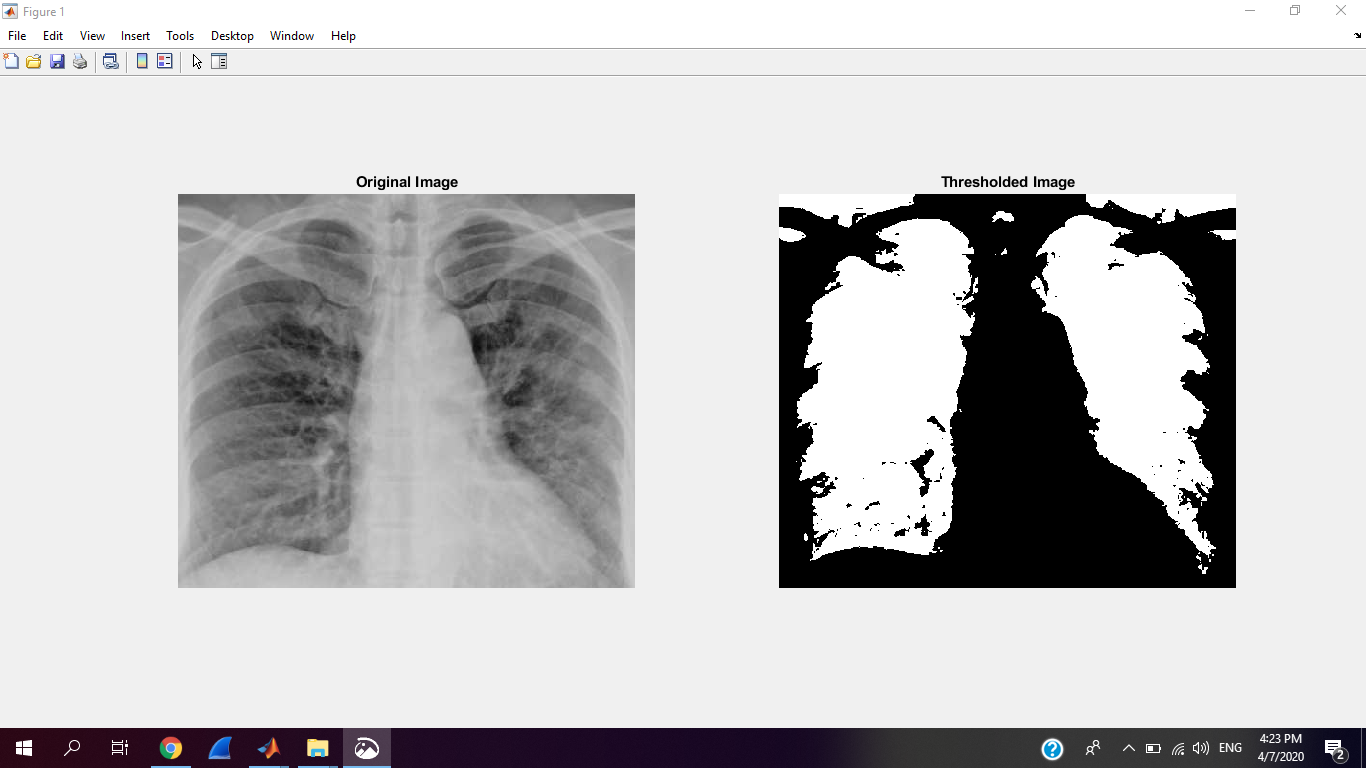 Figure 1
File Edit View Insert Tools Desktop Window Help
Original Image
Thresholded Image
ENG
4:23 PM
4/7/2020
2